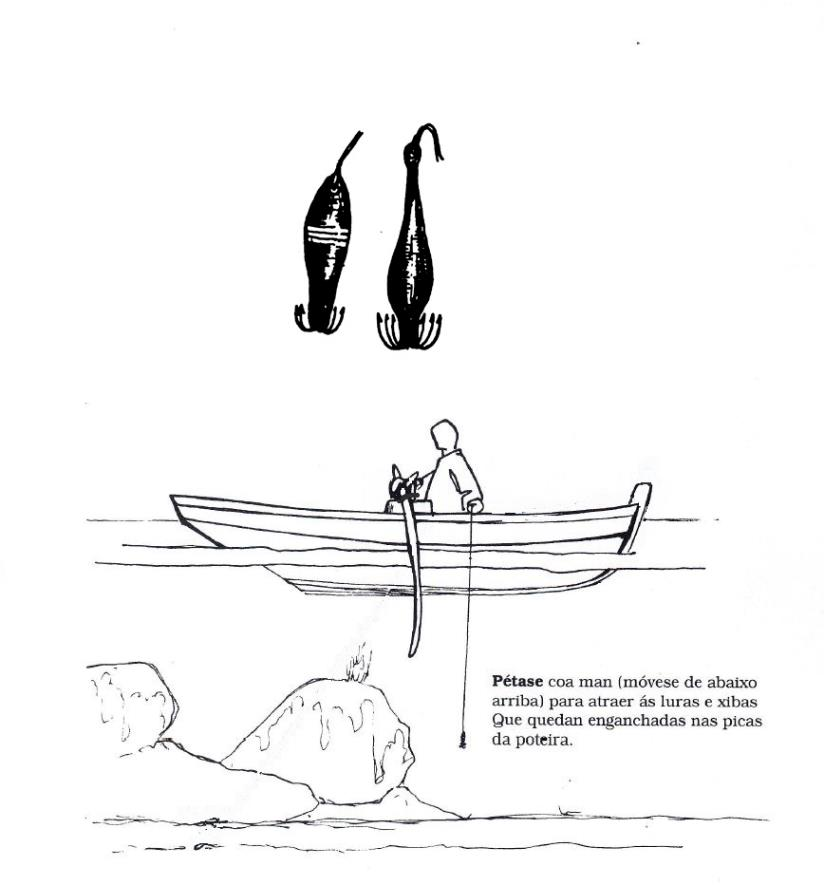 Pétase coa man (móvese de abaixo
arriba) para atraer ás luras e xibas
Que quedan enganchadas nas picas
da poteira.